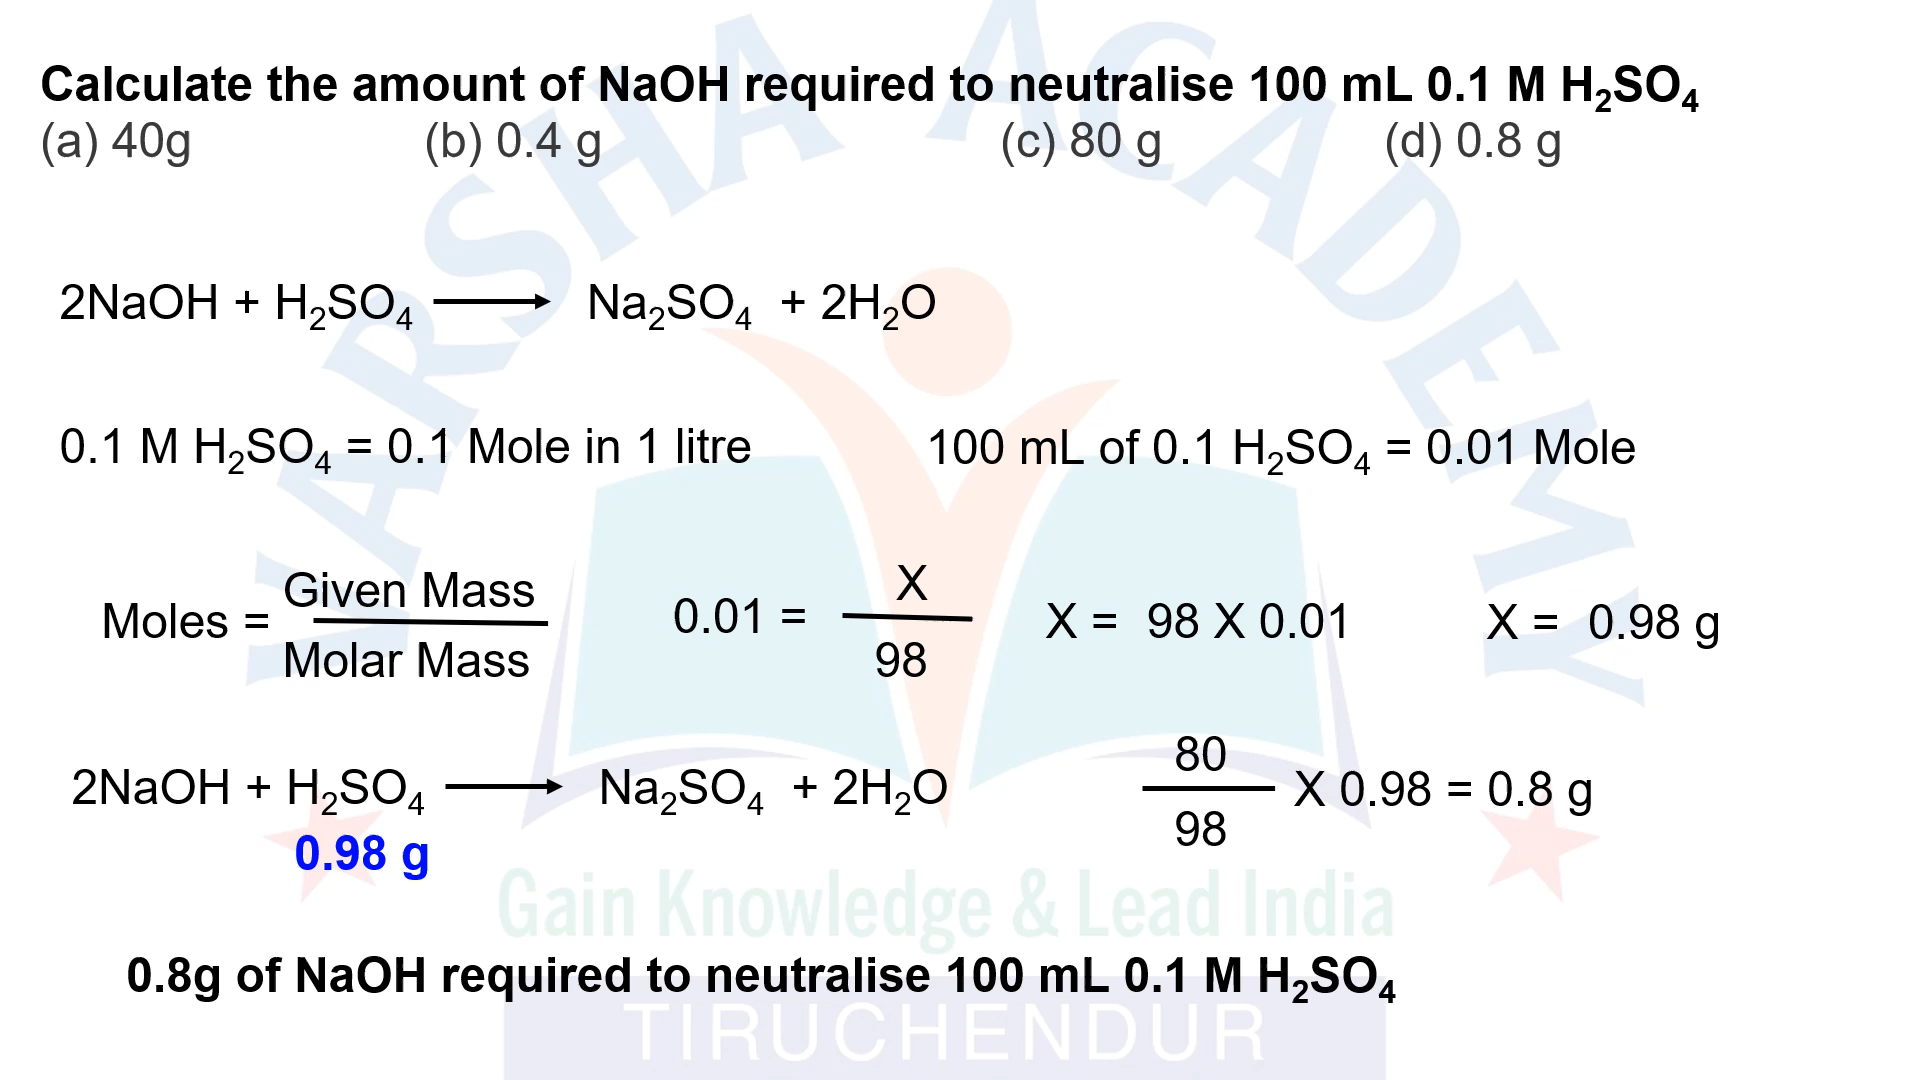 Calculate the amount of NaOH required to neutralise 100 mL 0.1 M H₂SO₄
(a) 40g (b) 0.4 g (c) 80 g (d) 0.8 g
2NaOH + H₂SO₄ ⟶ Na₂SO₄ + 2H₂O
0.1 M H₂SO₄ = 0.1 Mole in 1 litre 100 mL of 0.1 H₂SO₄ = 0.01 Mole
Moles = Given Mass / Molar Mass 0.01 = X / 98 X = 98 X 0.01 X = 0.98 g
2NaOH + H₂SO₄ ⟶ Na₂SO₄ + 2H₂O 80 / 98 X 0.98 = 0.8 g
0.98 g
0.8g of NaOH required to neutralise 100 mL 0.1 M H₂SO₄
VARSHA ACADEMY
Gain Knowledge & Lead India
TIRUCHENDUR